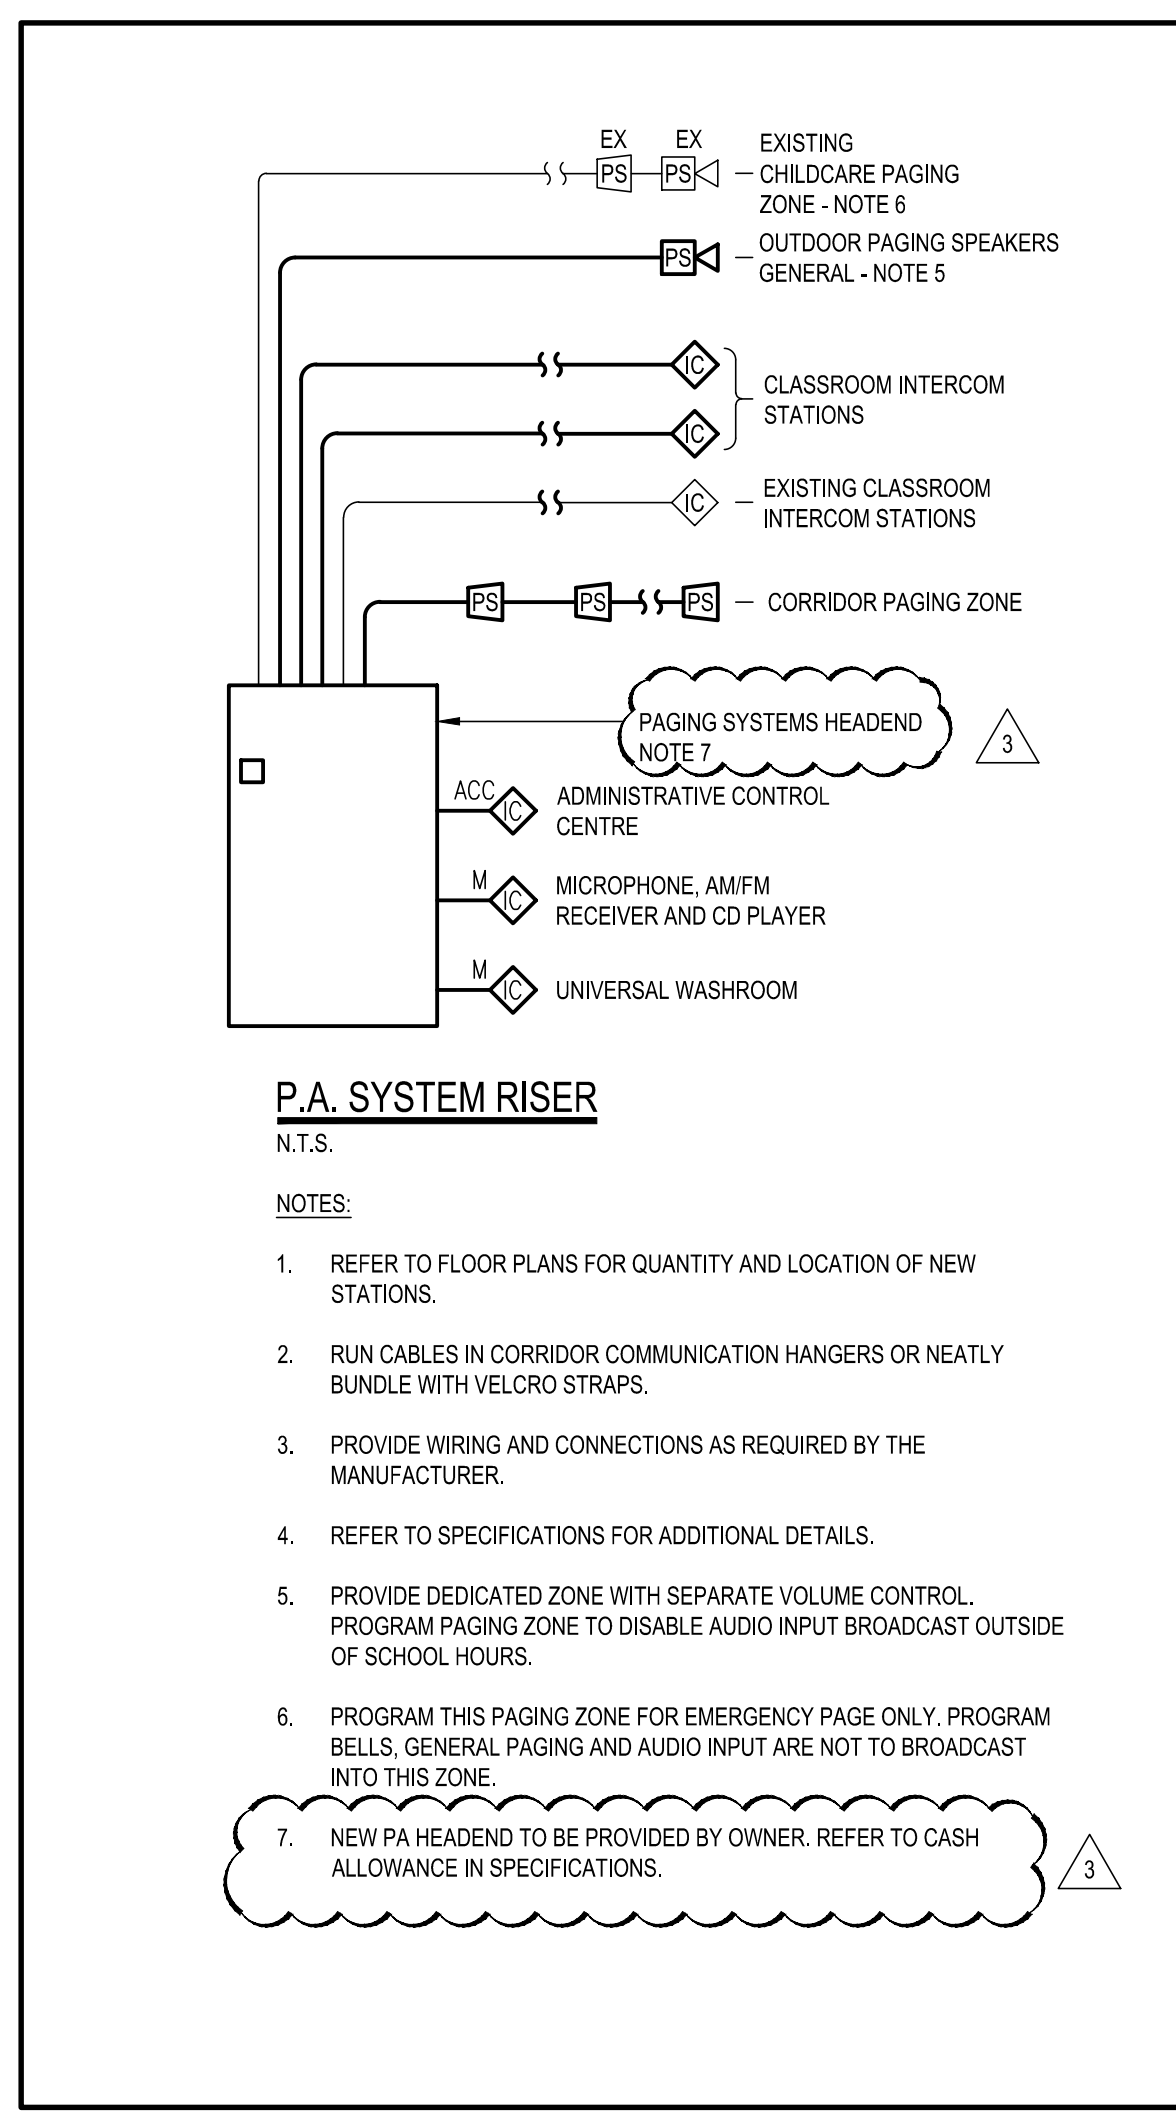 EX EX
EXISTING
PS PS CHILDCARE PAGING
ZONE - NOTE 6
OUTDOOR PAGING SPEAKERS
PS GENERAL - NOTE 5
IC
CLASSROOM INTERCOM
STATIONS
IC
EXISTING CLASSROOM
IC INTERCOM STATIONS
PS PS PS CORRIDOR PAGING ZONE
PAGING SYSTEMS HEADEND
NOTE 7
3
ACC IC ADMINISTRATIVE CONTROL
CENTRE
M IC MICROPHONE, AM/FM
RECEIVER AND CD PLAYER
M IC UNIVERSAL WASHROOM
P.A. SYSTEM RISER
N.T.S.
NOTES:
1. REFER TO FLOOR PLANS FOR QUANTITY AND LOCATION OF NEW
STATIONS.
2. RUN CABLES IN CORRIDOR COMMUNICATION HANGERS OR NEATLY
BUNDLE WITH VELCRO STRAPS.
3. PROVIDE WIRING AND CONNECTIONS AS REQUIRED BY THE
MANUFACTURER.
4. REFER TO SPECIFICATIONS FOR ADDITIONAL DETAILS.
5. PROVIDE DEDICATED ZONE WITH SEPARATE VOLUME CONTROL.
PROGRAM PAGING ZONE TO DISABLE AUDIO INPUT BROADCAST OUTSIDE
OF SCHOOL HOURS.
6. PROGRAM THIS PAGING ZONE FOR EMERGENCY PAGE ONLY. PROGRAM
BELLS, GENERAL PAGING AND AUDIO INPUT ARE NOT TO BROADCAST
INTO THIS ZONE.
7. NEW PA HEADEND TO BE PROVIDED BY OWNER. REFER TO CASH
ALLOWANCE IN SPECIFICATIONS.
3